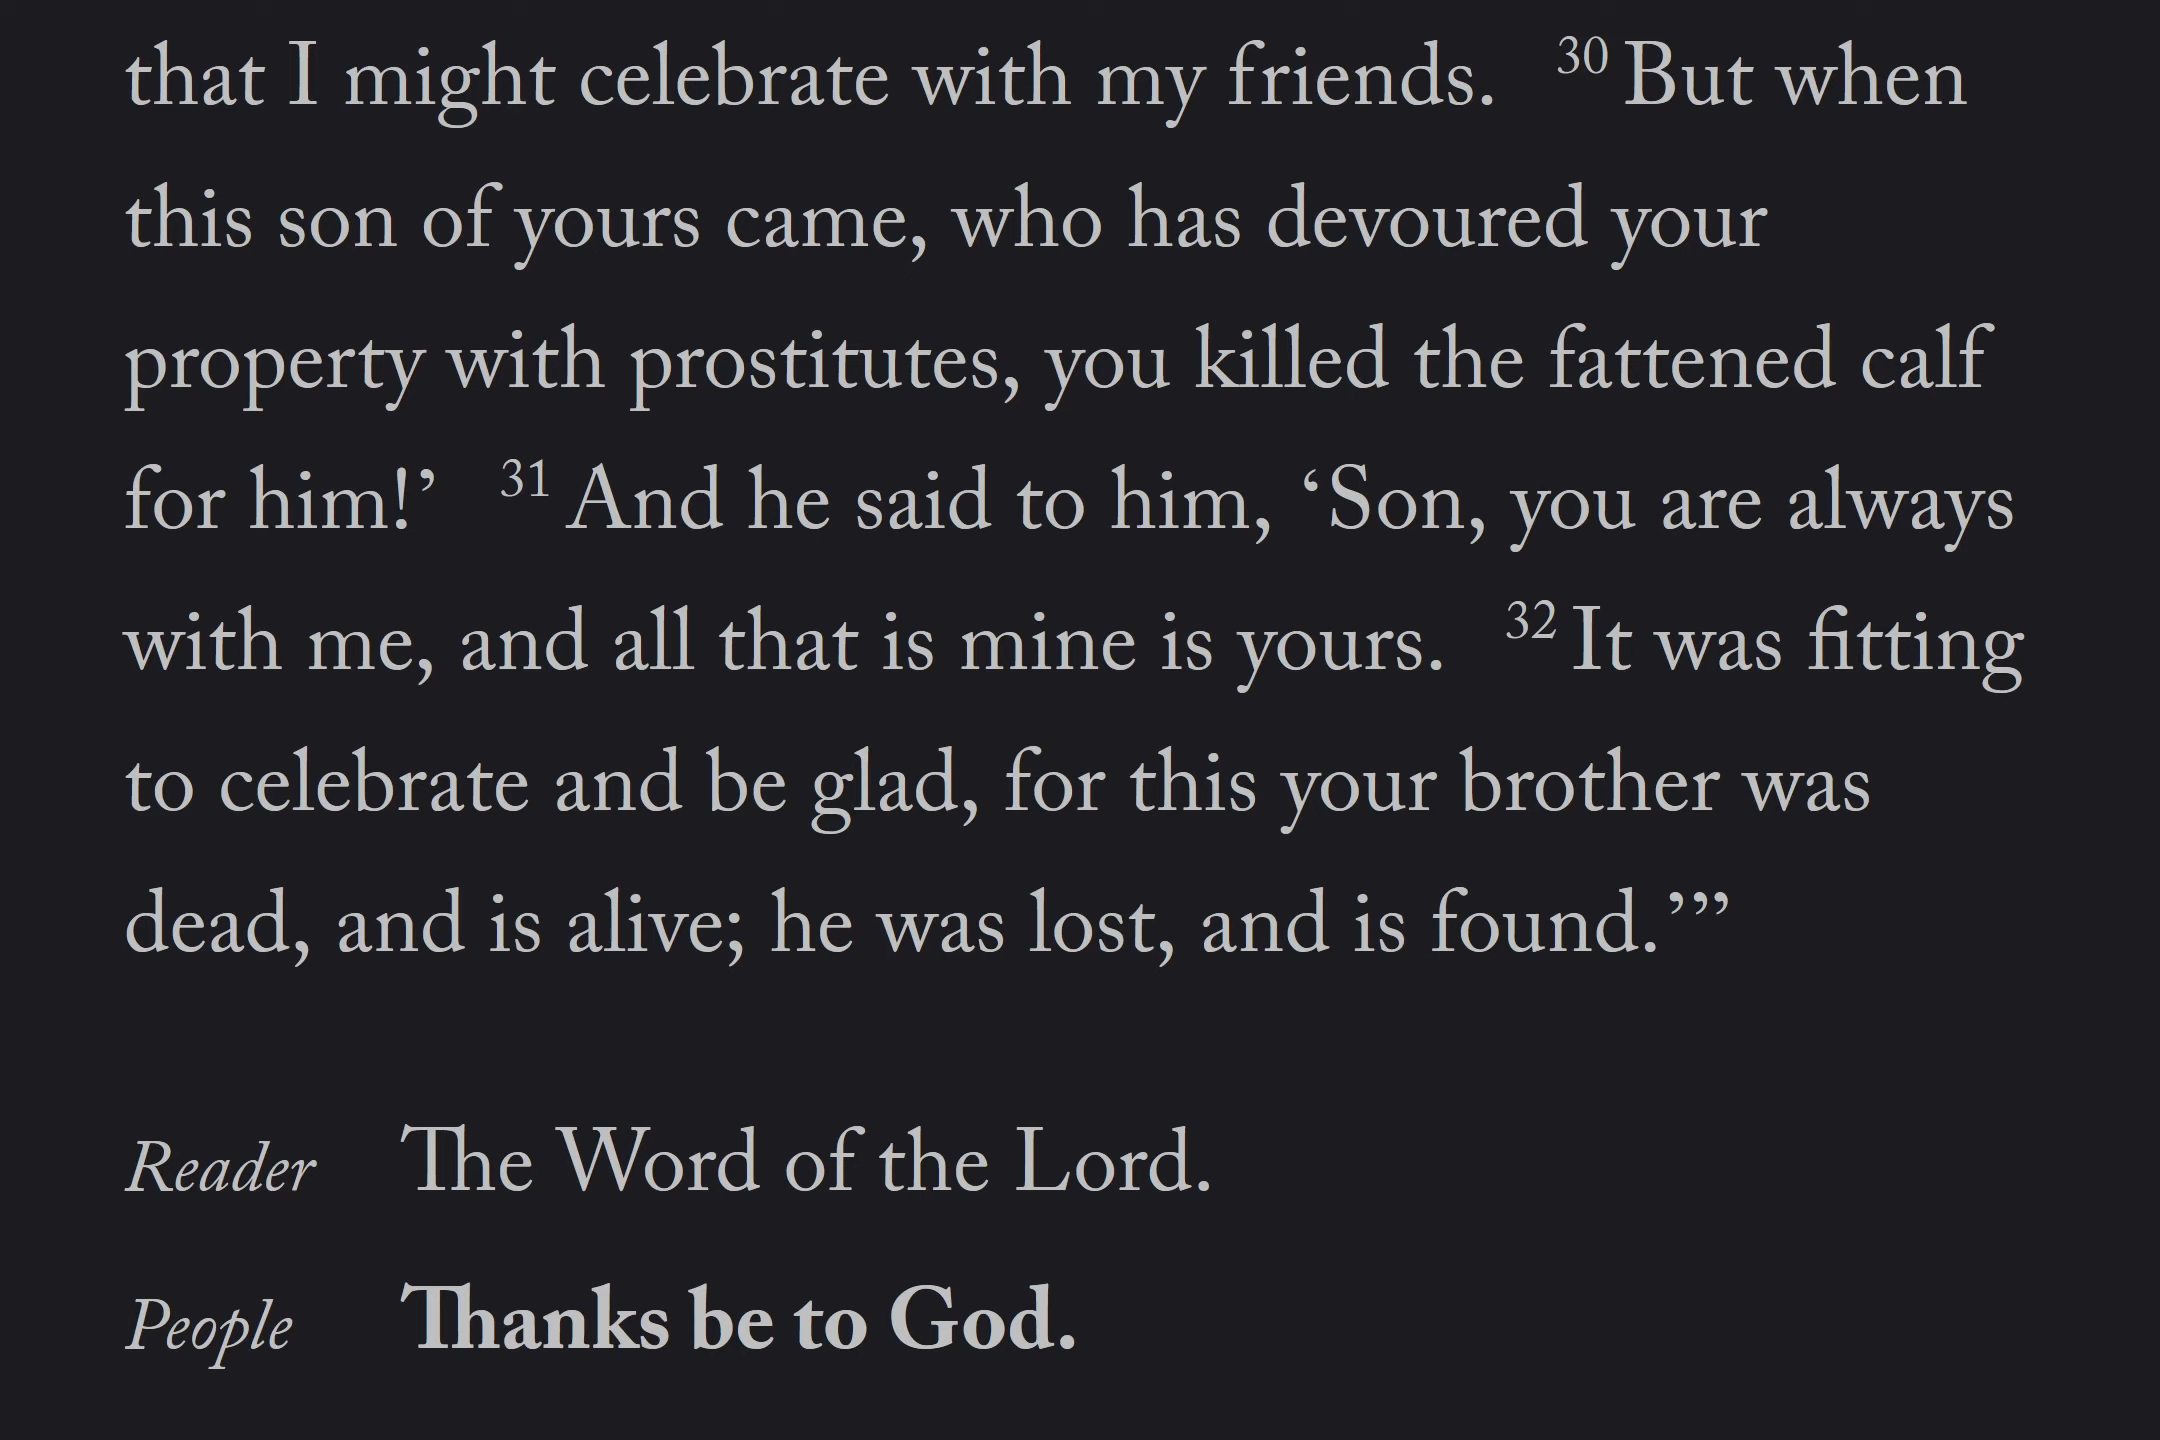 that I might celebrate with my friends. 30 But when
this son of yours came, who has devoured your
property with prostitutes, you killed the fattened calf
for him!’ 31 And he said to him, ‘Son, you are always
with me, and all that is mine is yours. 32 It was fitting
to celebrate and be glad, for this your brother was
dead, and is alive; he was lost, and is found.’”
Reader The Word of the Lord.
People Thanks be to God.